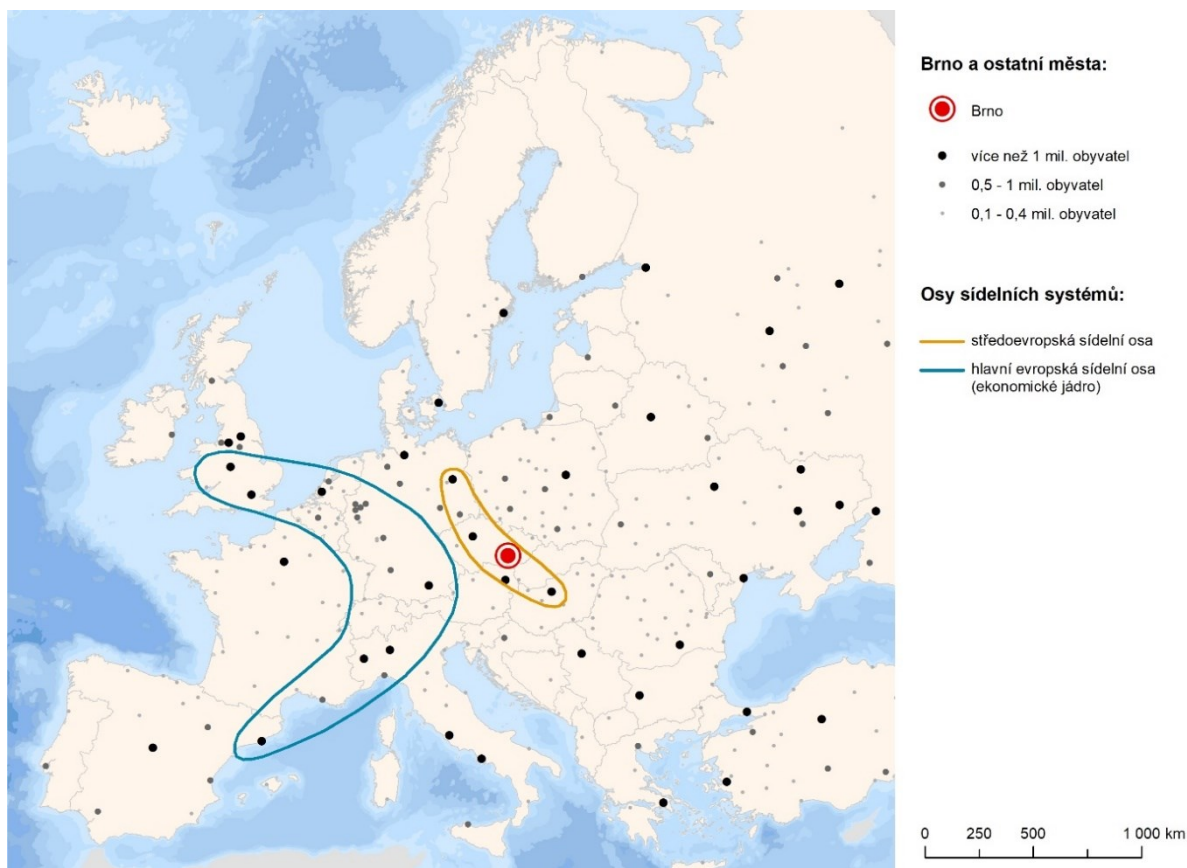 Brno a ostatní města:
Brno
více než 1 mil. obyvatel
0,5 - 1 mil. obyvatel
0,1 - 0,4 mil. obyvatel
Osy sídelních systémů:
středoevropská sídelní osa
hlavní evropská sídelní osa
(ekonomické jádro)
0 250 500 1 000 km